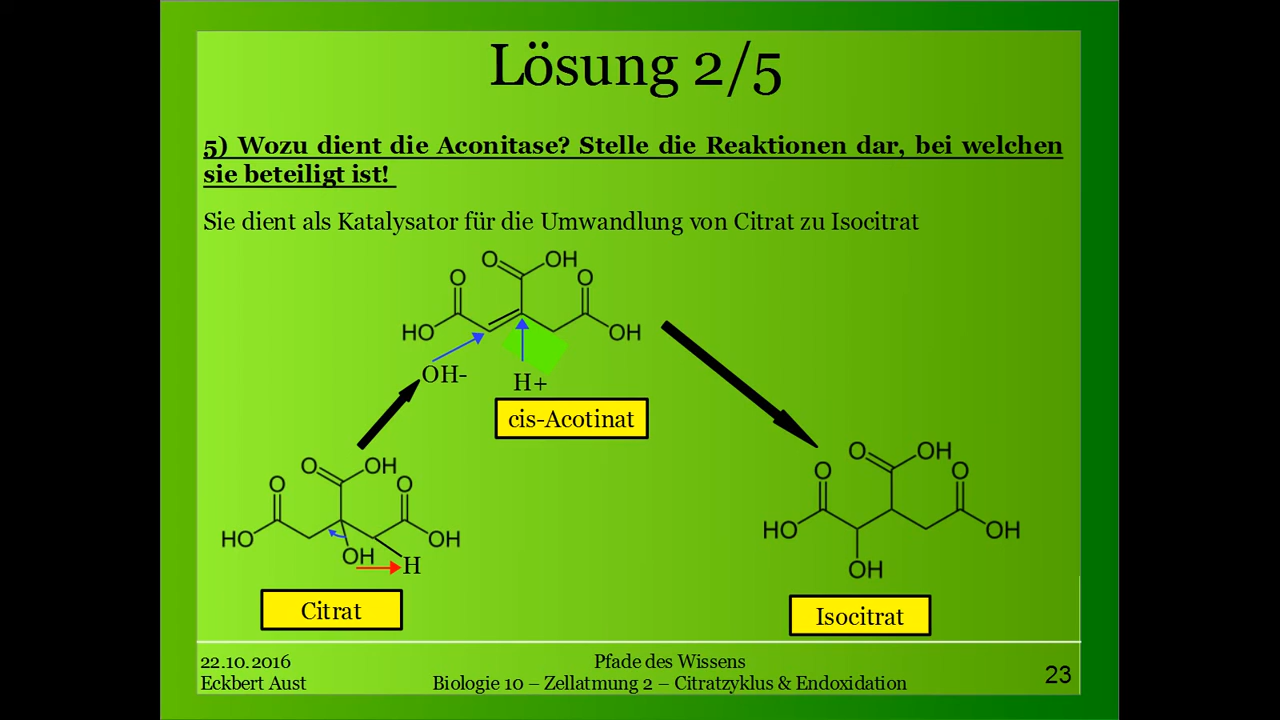 Lösung 2/5
5) Wozu dient die Aconitase? Stelle die Reaktionen dar, bei welchen
sie beteiligt ist!
Sie dient als Katalysator für die Umwandlung von Citrat zu Isocitrat
O OH
O O
HO OH
OH- H+
cis-Acotinat
O OH
O O
HO OH
OH H
Citrat
O OH
O O
HO OH
OH
Isocitrat
22.10.2016
Eckbert Aust
Pfade des Wissens
Biologie 10 – Zellatmung 2 – Citratzyklus & Endoxidation
23